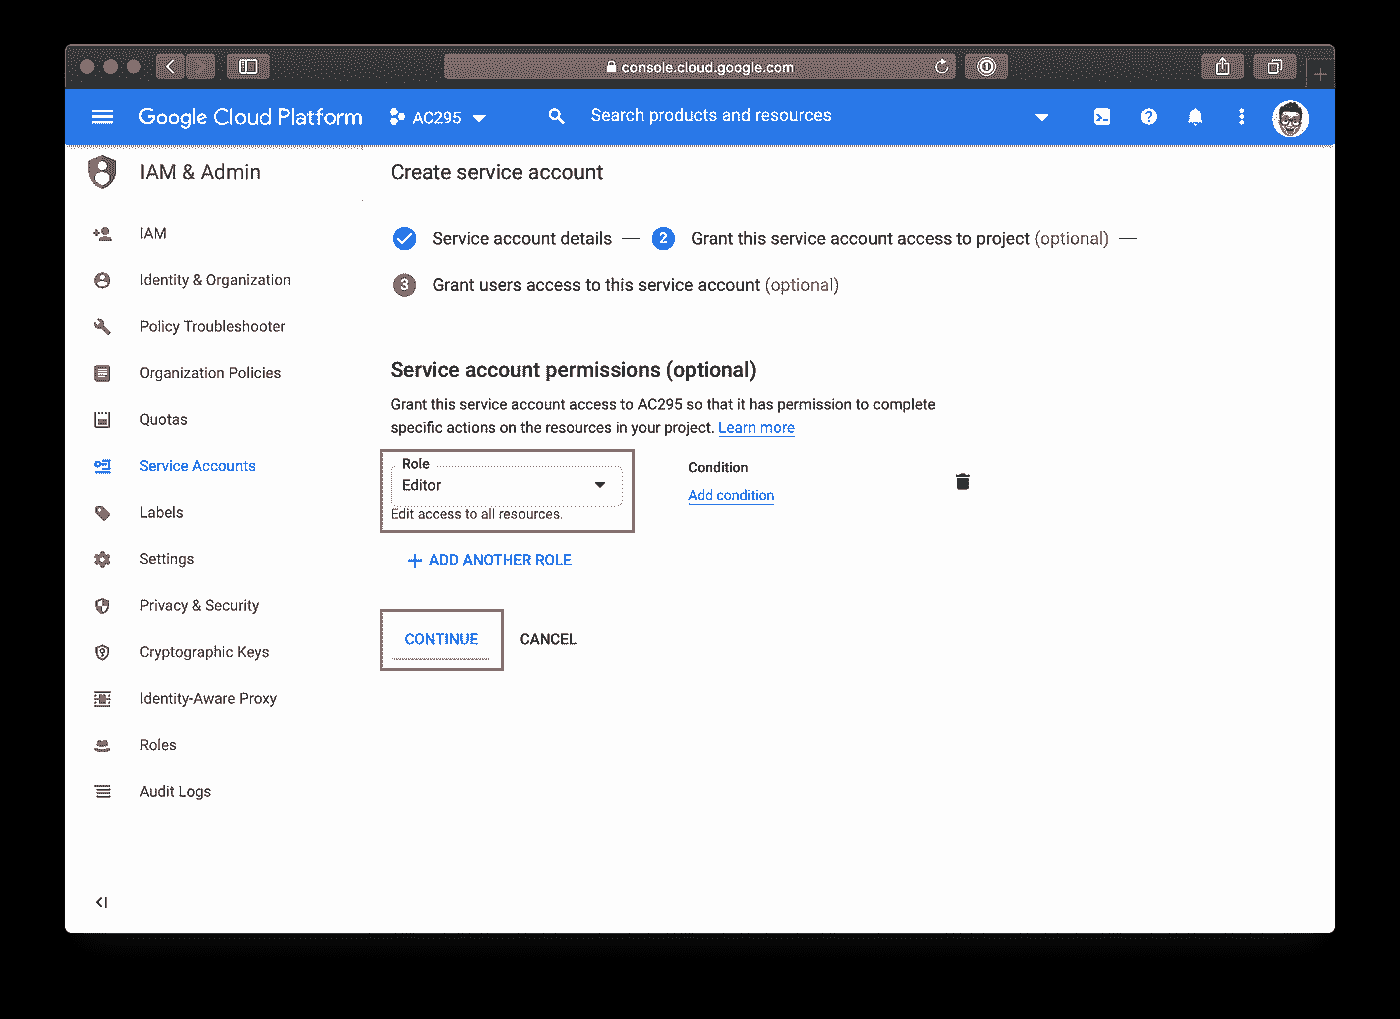 console.cloud.google.com
Google Cloud Platform
AC295
Search products and resources
IAM & Admin
IAM
Identity & Organization
Policy Troubleshooter
Organization Policies
Quotas
Service Accounts
Labels
Settings
Privacy & Security
Cryptographic Keys
Identity-Aware Proxy
Roles
Audit Logs
Create service account
Service account details — 2 Grant this service account access to project (optional) —
3 Grant users access to this service account (optional)
Service account permissions (optional)
Grant this service account access to AC295 so that it has permission to complete
specific actions on the resources in your project. Learn more
Role
Editor
Edit access to all resources.
Condition
Add condition
+ ADD ANOTHER ROLE
CONTINUE CANCEL